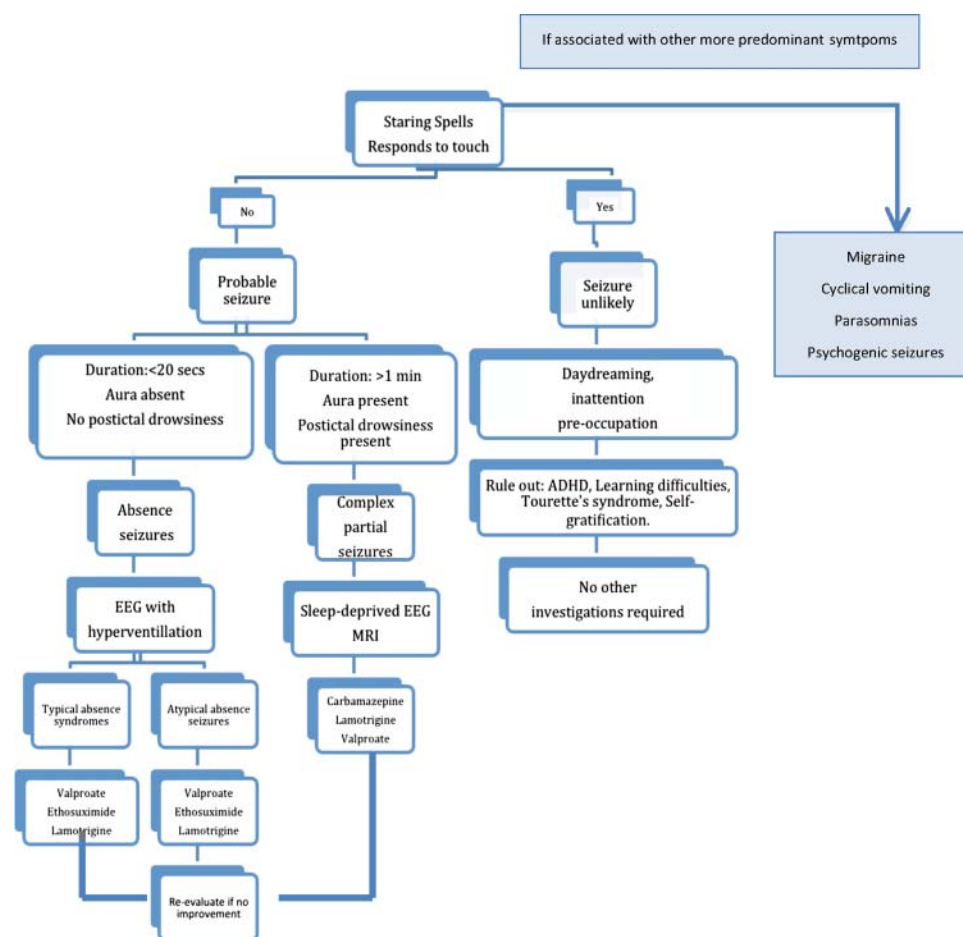 If associated with other more predominant symtpoms
Staring Spells
Responds to touch
No
Yes
Probable
seizure
Seizure
unlikely
Migraine
Cyclical vomiting
Parasomnias
Psychogenic seizures
Duration:<20 secs
Aura absent
No postictal drowsiness
Duration: >1 min
Aura present
Postictal drowsiness
present
Daydreaming,
inattention
pre-occupation
Absence
seizures
Complex
partial
seizures
Rule out: ADHD, Learning difficulties,
Tourette's syndrome, Self-
gratification.
EEG with
hyperventillation
Sleep-deprived EEG
MRI
No other
investigations required
Typical absence
syndromes
Atypical absence
seizures
Carbamazepine
Lamotrigine
Valproate
Valproate
Ethosuximide
Lamotrigine
Valproate
Ethosuximide
Lamotrigine
Re-evaluate if no
improvement